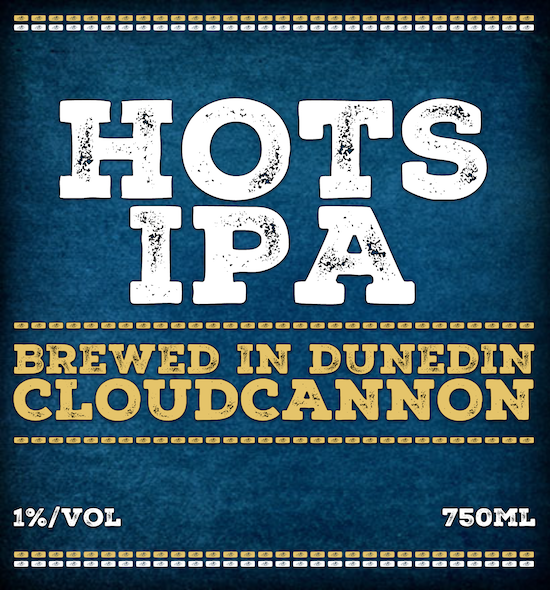 HOTS
IPA
BREWED IN DUNEDIN
CLOUDCANNON
1%/VOL
750ML